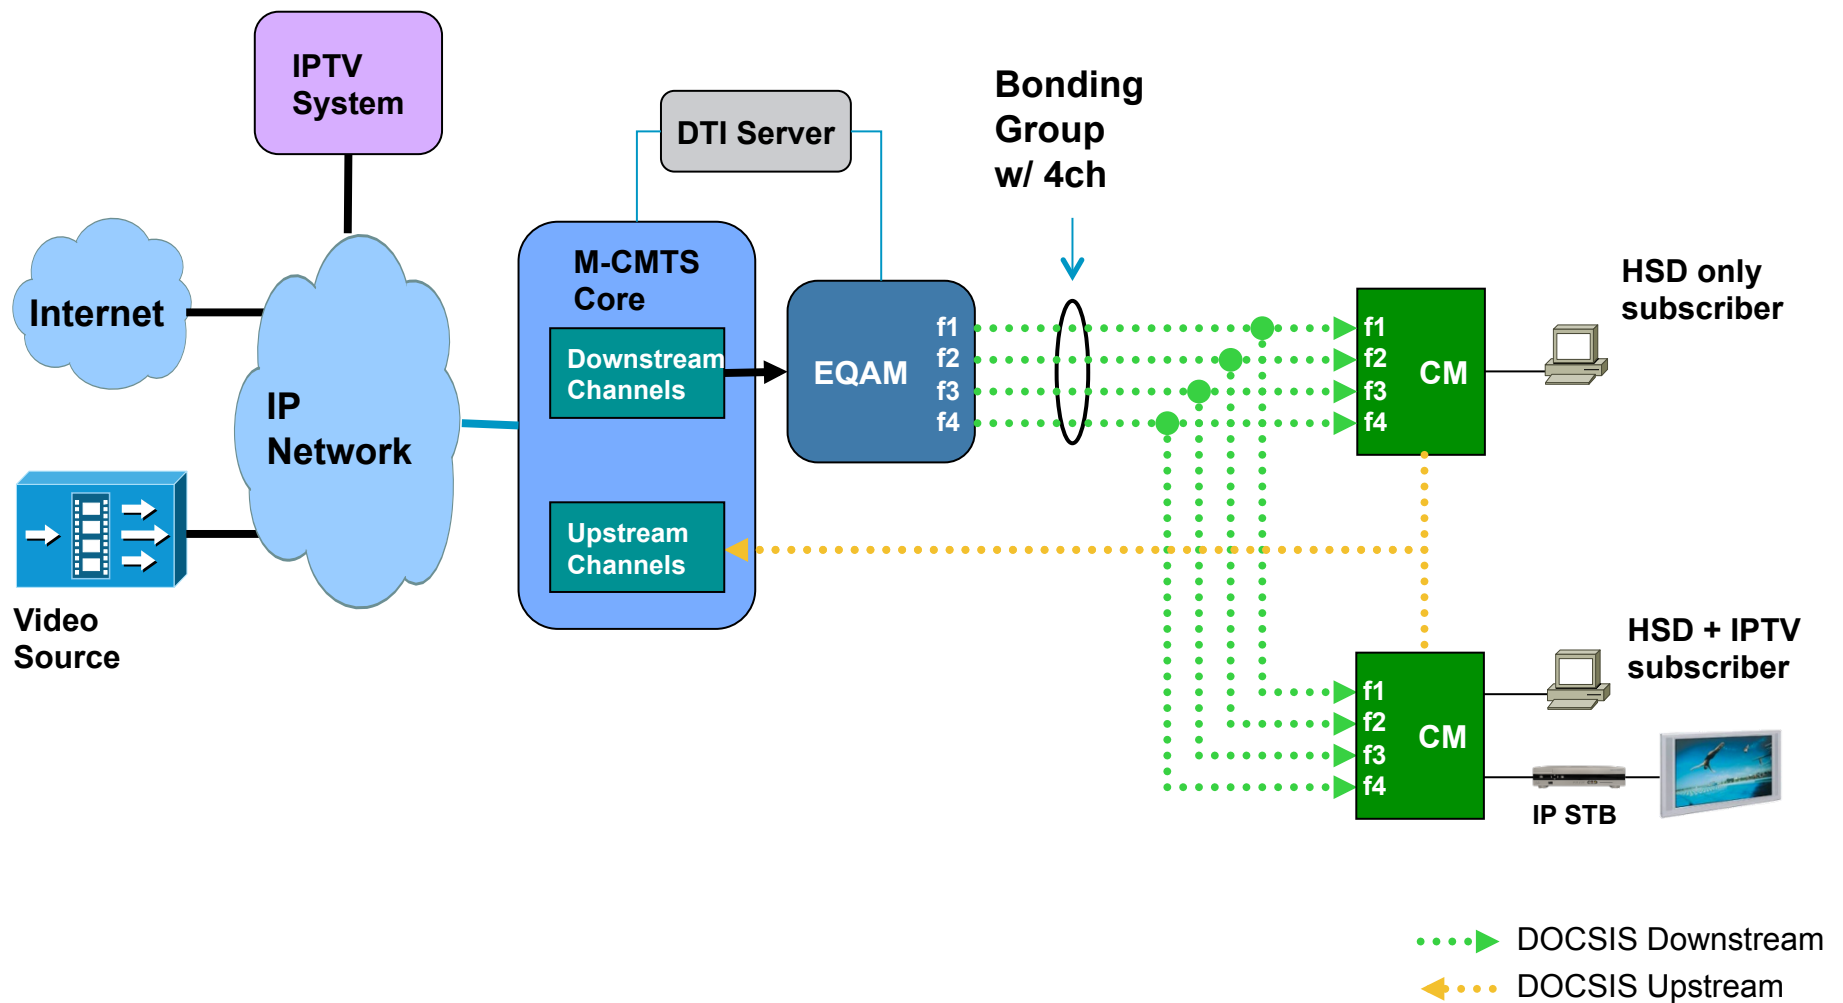 IPTV
System
DTI Server
Bonding
Group
w/ 4ch
Internet
IP
Network
Video
Source
M-CMTS
Core
Downstream
Channels
Upstream
Channels
EQAM
f1
f2
f3
f4
f1
f2
f3
f4
CM
HSD only
subscriber
f1
f2
f3
f4
CM
HSD + IPTV
subscriber
IP STB
DOCSIS Downstream
DOCSIS Upstream